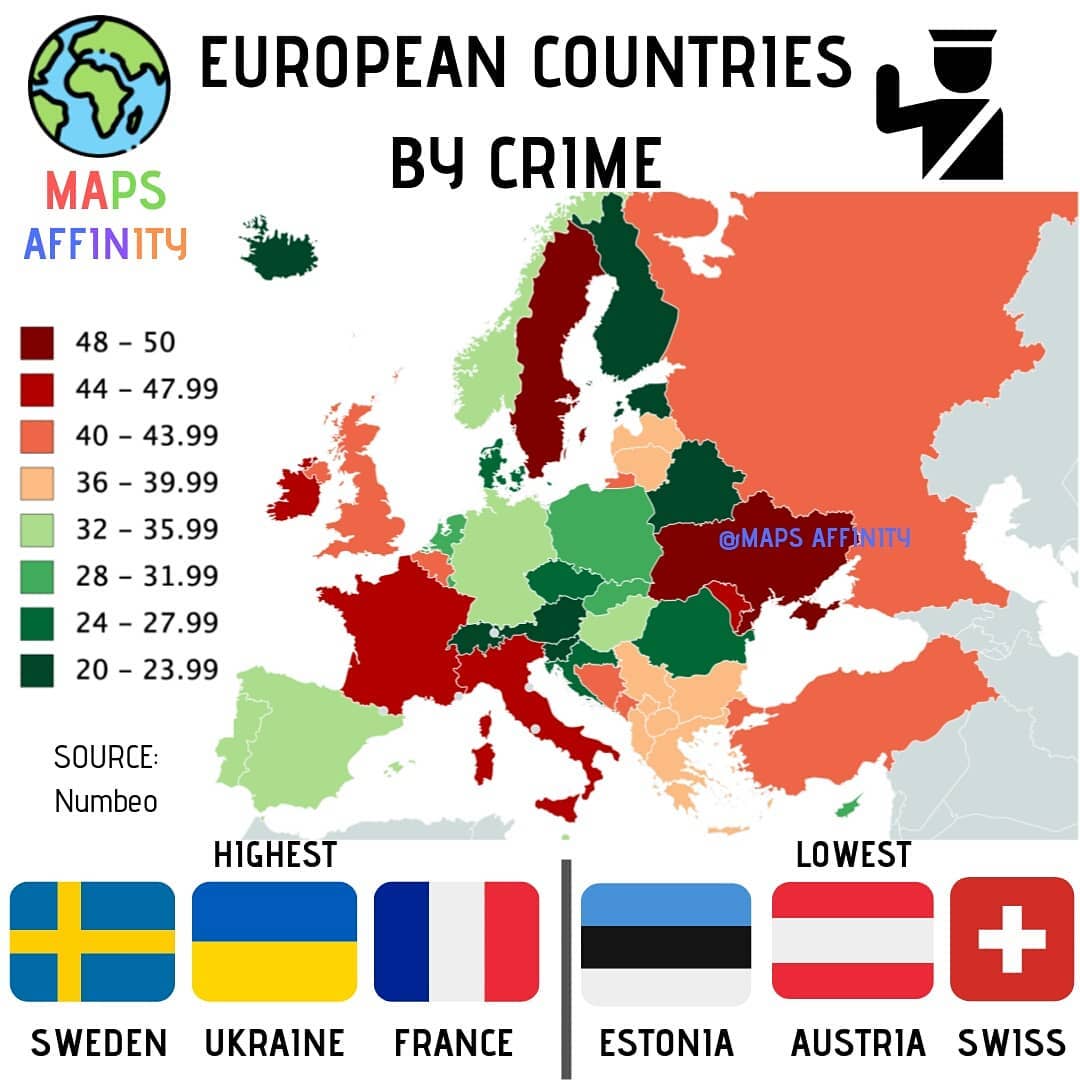 EUROPEAN COUNTRIES
BY CRIME
MAPS
AFFINITY
48 – 50
44 – 47.99
40 – 43.99
36 – 39.99
32 – 35.99
28 – 31.99
24 – 27.99
20 – 23.99
@MAPS AFFINITY
SOURCE:
Numbeo
HIGHEST
LOWEST
SWEDEN UKRAINE FRANCE
ESTONIA AUSTRIA SWISS